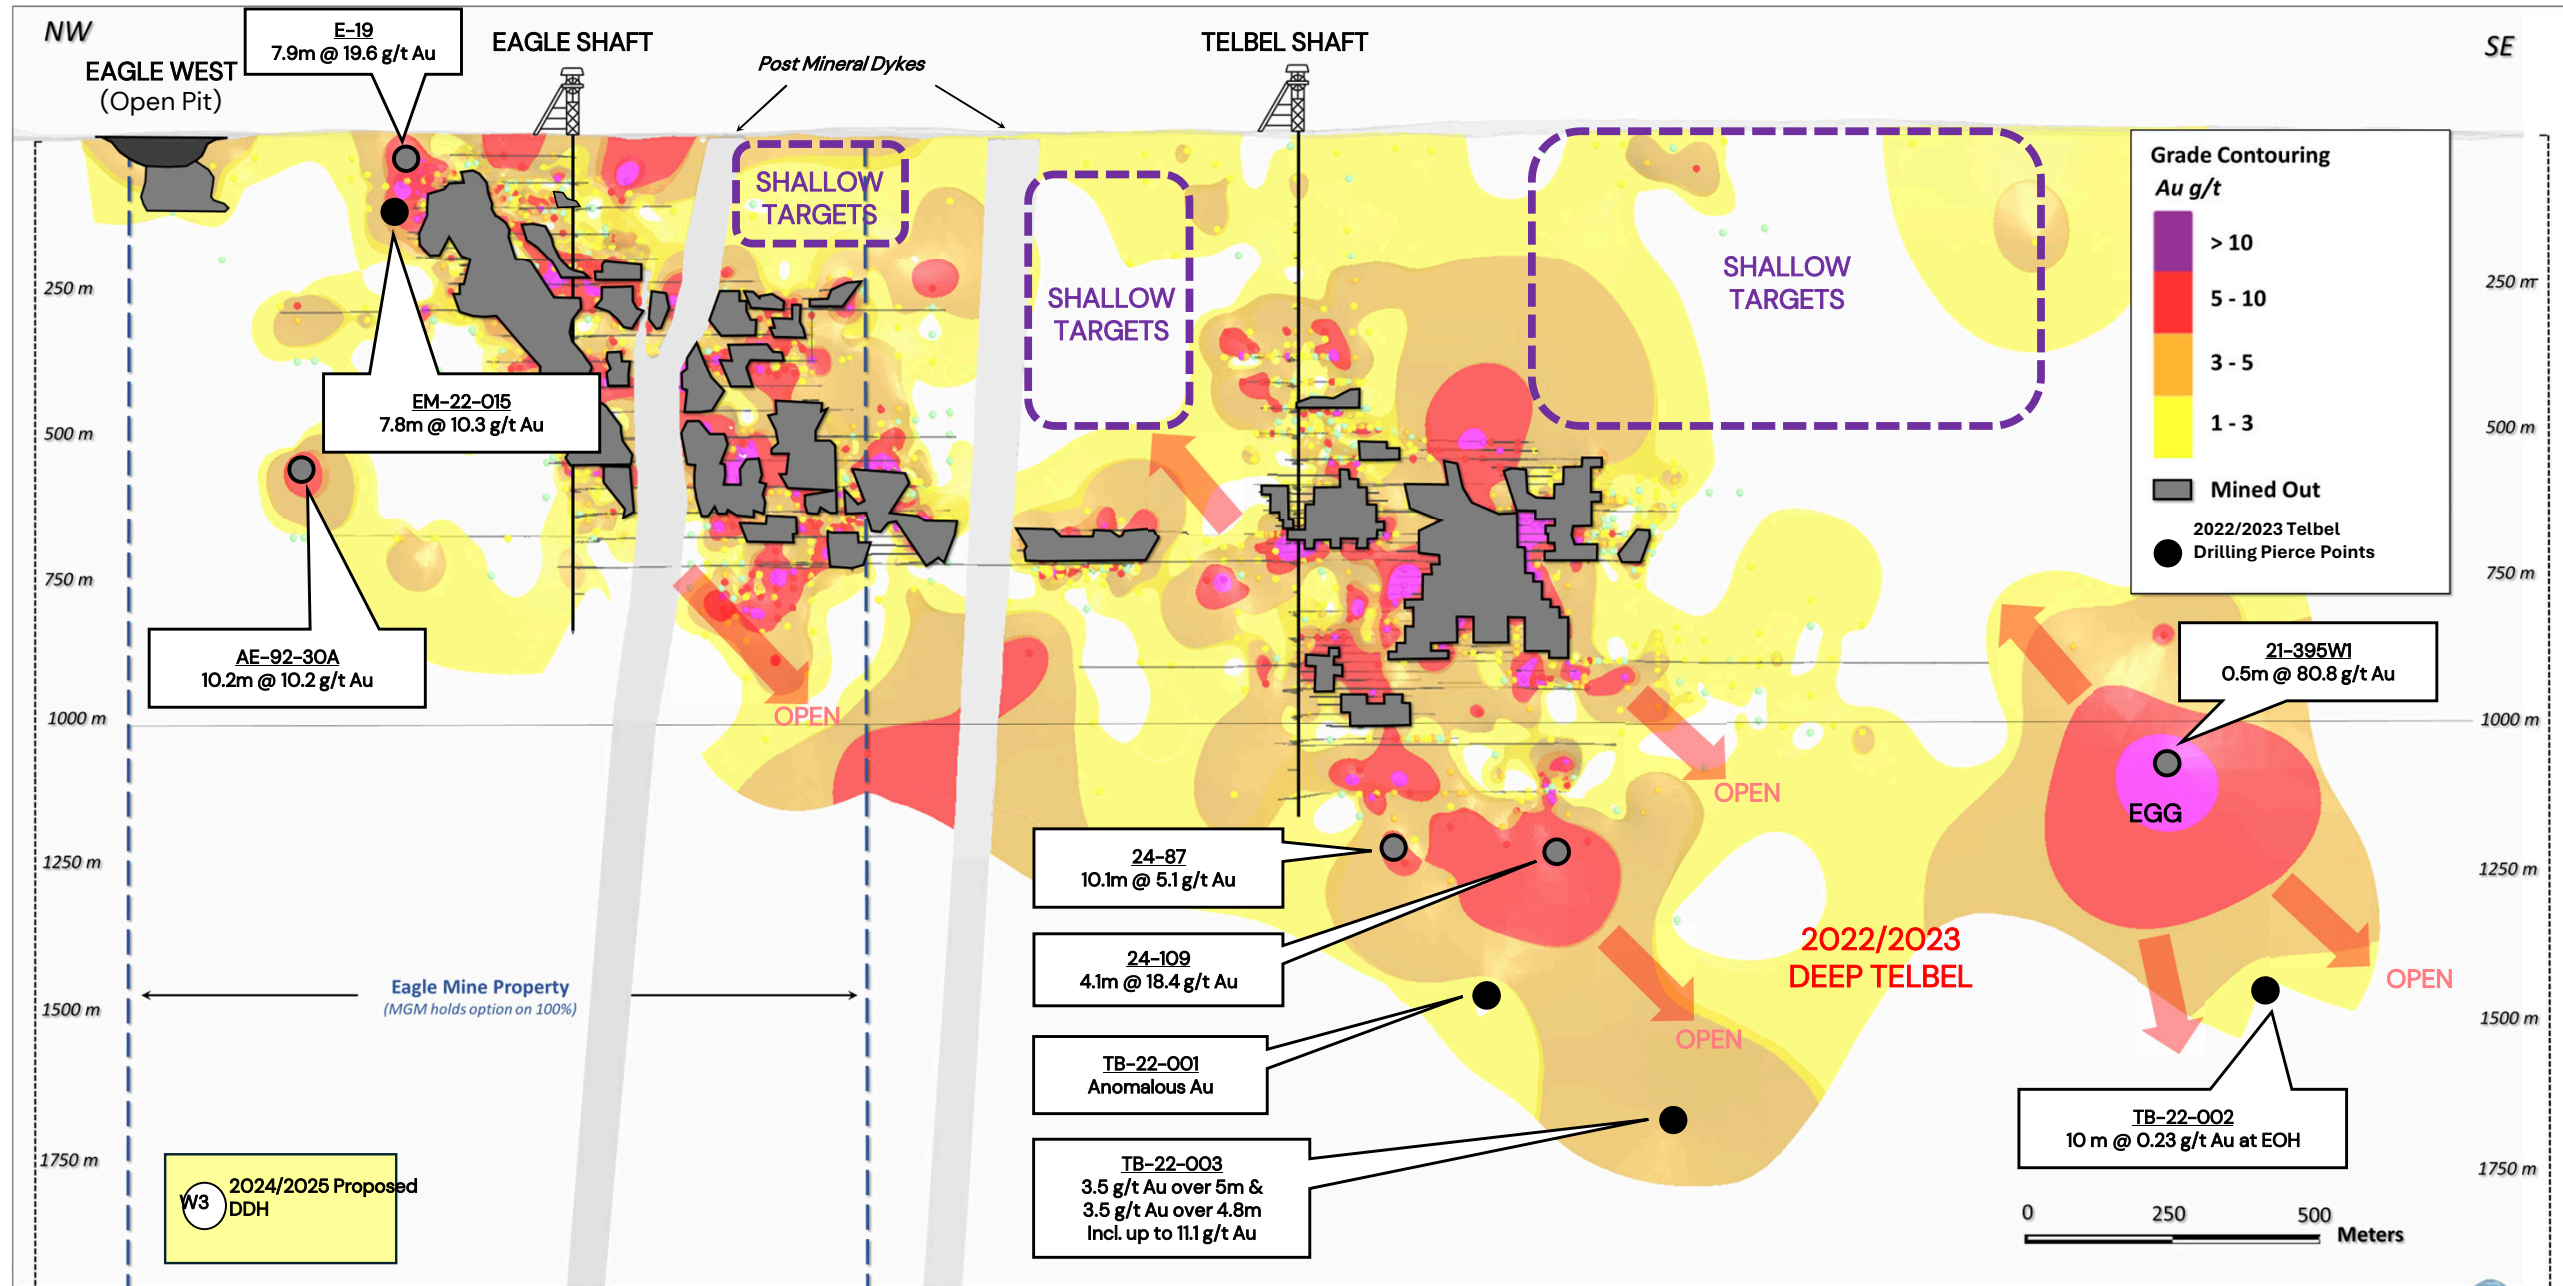 NW
E-19
7.9m @ 19.6 g/t Au
EAGLE WEST
(Open Pit)
EAGLE SHAFT
Post Mineral Dykes
TELBEL SHAFT
SE
SHALLOW
TARGETS
SHALLOW
TARGETS
SHALLOW
TARGETS
Grade Contouring
Au g/t
> 10
5 - 10
3 - 5
1 - 3
Mined Out
2022/2023 Telbel
Drilling Pierce Points
250 m
500 m
750 m
1000 m
1250 m
1500 m
1750 m
250 m
500 m
750 m
1000 m
1250 m
1500 m
1750 m
EM-22-015
7.8m @ 10.3 g/t Au
AE-92-30A
10.2m @ 10.2 g/t Au
OPEN
21-395W1
0.5m @ 80.8 g/t Au
EGG
OPEN
24-87
10.1m @ 5.1 g/t Au
24-109
4.1m @ 18.4 g/t Au
2022/2023
DEEP TELBEL
OPEN
OPEN
Eagle Mine Property
(MGM holds option on 100%)
TB-22-001
Anomalous Au
TB-22-002
10 m @ 0.23 g/t Au at EOH
TB-22-003
3.5 g/t Au over 5m &
3.5 g/t Au over 4.8m
Incl. up to 11.1 g/t Au
W3
2024/2025 Proposed
DDH
0 250 500
Meters